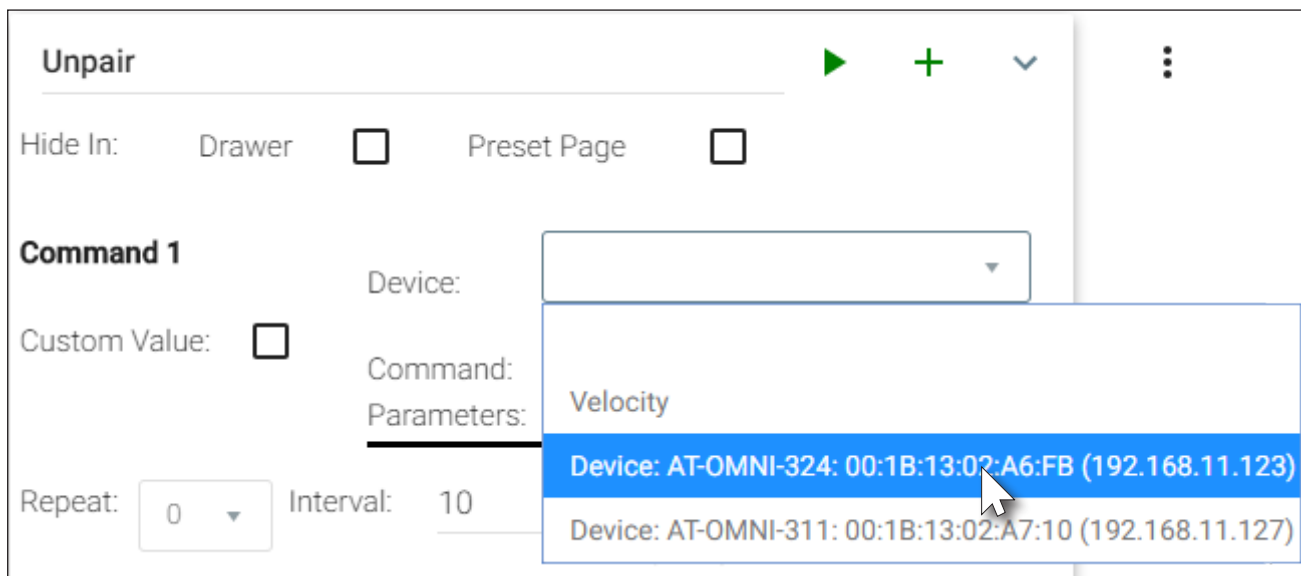 Unpair
Hide In: Drawer Preset Page
Command 1
Device:
Custom Value:
Command:
Parameters:
Velocity
Device: AT-OMNI-324: 00:1B:13:02:A6:FB (192.168.11.123)
Device: AT-OMNI-311: 00:1B:13:02:A7:10 (192.168.11.127)
Repeat: 0 Interval: 10